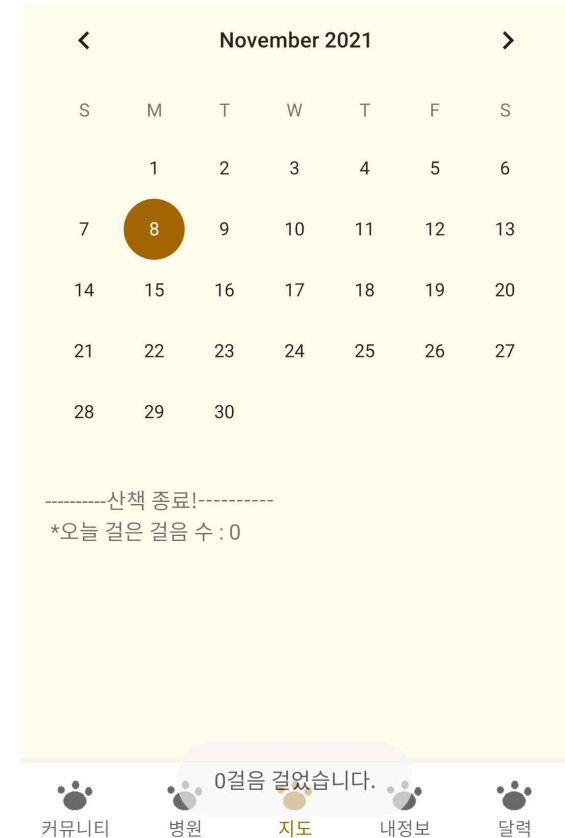 November 2021
S M T W T F S
1 2 3 4 5 6
7 8 9 10 11 12 13
14 15 16 17 18 19 20
21 22 23 24 25 26 27
28 29 30
----------산책 종료!----------
*오늘 걸은 걸음 수 : 0
0걸음 걸었습니다.
커뮤니티 병원 지도 내정보 달력